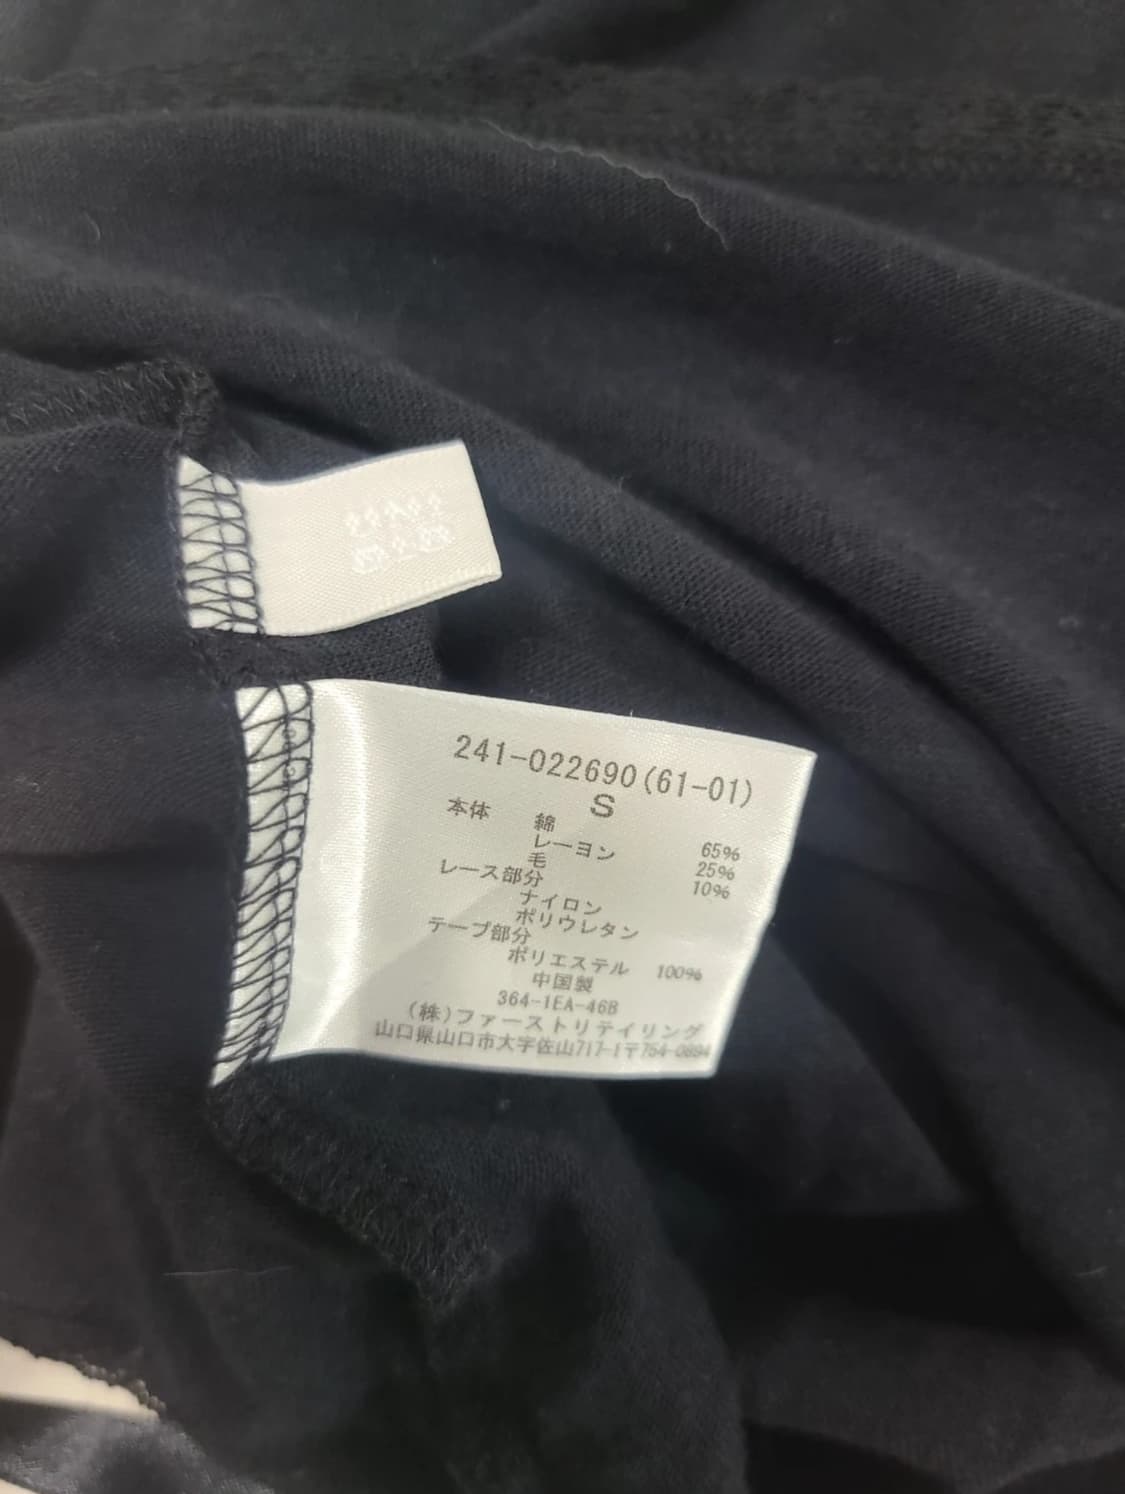 241-022690(61-01)
S
本体 綿 65%
レーヨン 25%
毛 10%
レース部分
ナイロン
ポリウレタン
テープ部分
ポリエステル 100%
中国製
364-1EA-46B
(株)ファーストリテイリング
山口県山口市大字佐山717-1〒754-0894